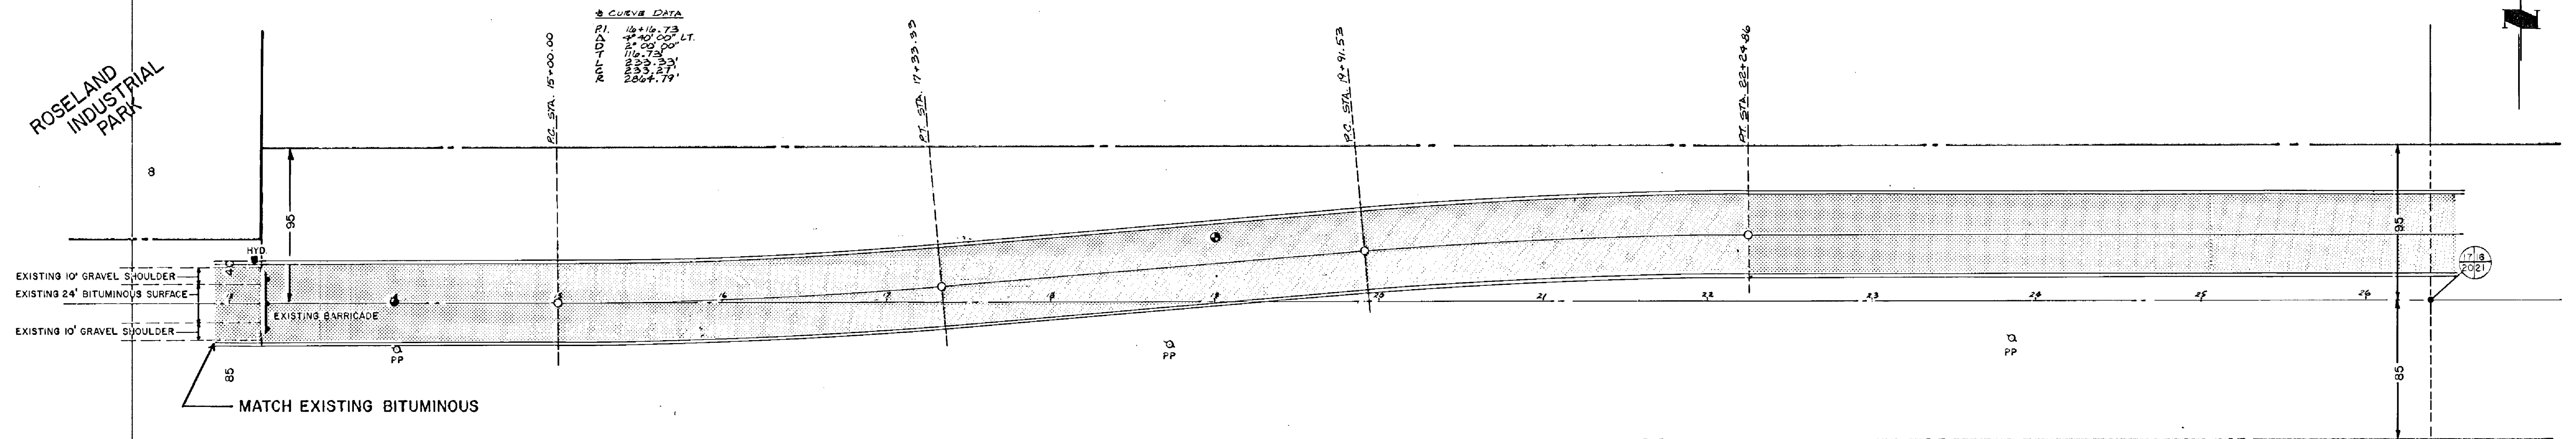 ROSELAND
INDUSTRIAL
PARK
8
& CURVE DATA
P.I. 16+16.73
Δ 4° 40' 00" LT.
D 2° 00' 00"
T 116.73'
L 233.33'
C 233.27'
R 2864.79'
P.C. STA. 15+00.00
P.T. STA. 17+33.33
P.C. STA. 19+91.53
P.T. STA. 22+24.86
N
95
HYD.
40
EXISTING 10' GRAVEL SHOULDER
EXISTING 24' BITUMINOUS SURFACE
EXISTING BARRICADE
EXISTING 10' GRAVEL SHOULDER
16 17 18 19 20 21 22 23 24 25 26
95
17 16
20 21
PP
PP
PP
85
85
MATCH EXISTING BITUMINOUS